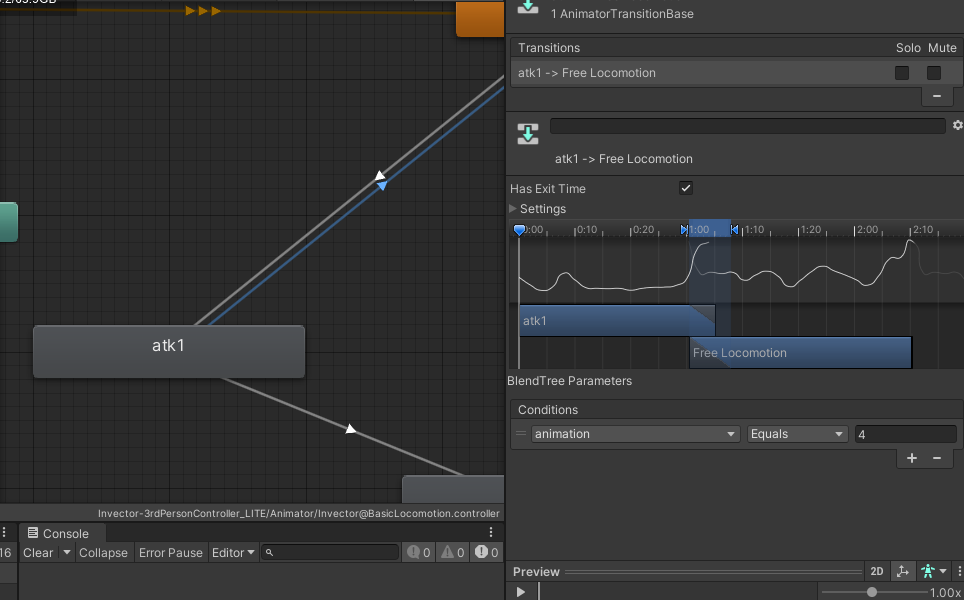 1 AnimatorTransitionBase
Transitions Solo Mute
atk1 -> Free Locomotion
atk1 -> Free Locomotion
Has Exit Time
Settings
0:00 0:10 0:20 1:00 1:10 1:20 2:00 2:10
atk1
Free Locomotion
BlendTree Parameters
Conditions
animation Equals 4
atk1
Invector-3rdPersonController_LITE/Animator/Invector@BasicLocomotion.controller
Console
16 Clear Collapse Error Pause Editor 0 0 0
Preview 2D
1.00x